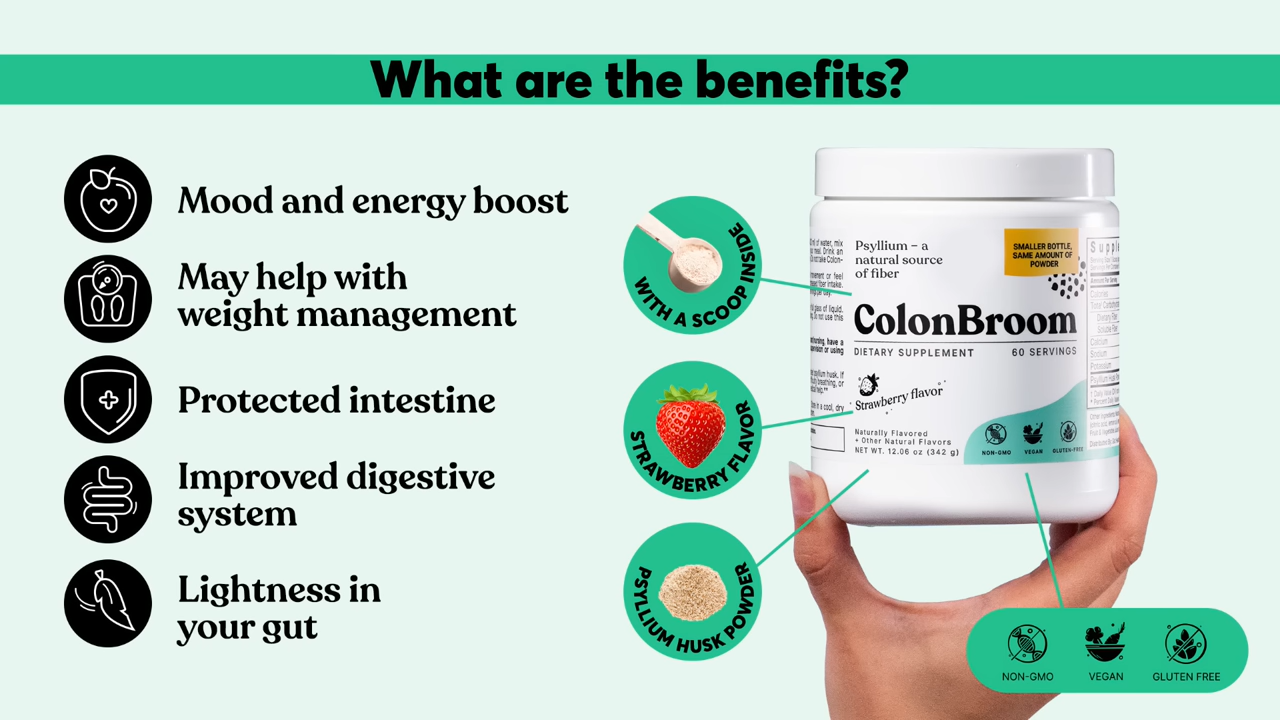 What are the benefits?
Mood and energy boost
May help with
weight management
Protected intestine
Improved digestive
system
Lightness in
your gut
WITH A SCOOP INSIDE
STRAWBERRY FLAVOR
PSYLLIUM HUSK POWDER
Psyllium – a
natural source
of fiber
SMALLER BOTTLE,
SAME AMOUNT OF
POWDER
ColonBroom
DIETARY SUPPLEMENT 60 SERVINGS
Strawberry flavor
Naturally Flavored
+ Other Natural Flavors
NET WT. 12.06 oz (342 g)
NON-GMO VEGAN GLUTEN-FREE
NON-GMO VEGAN GLUTEN FREE